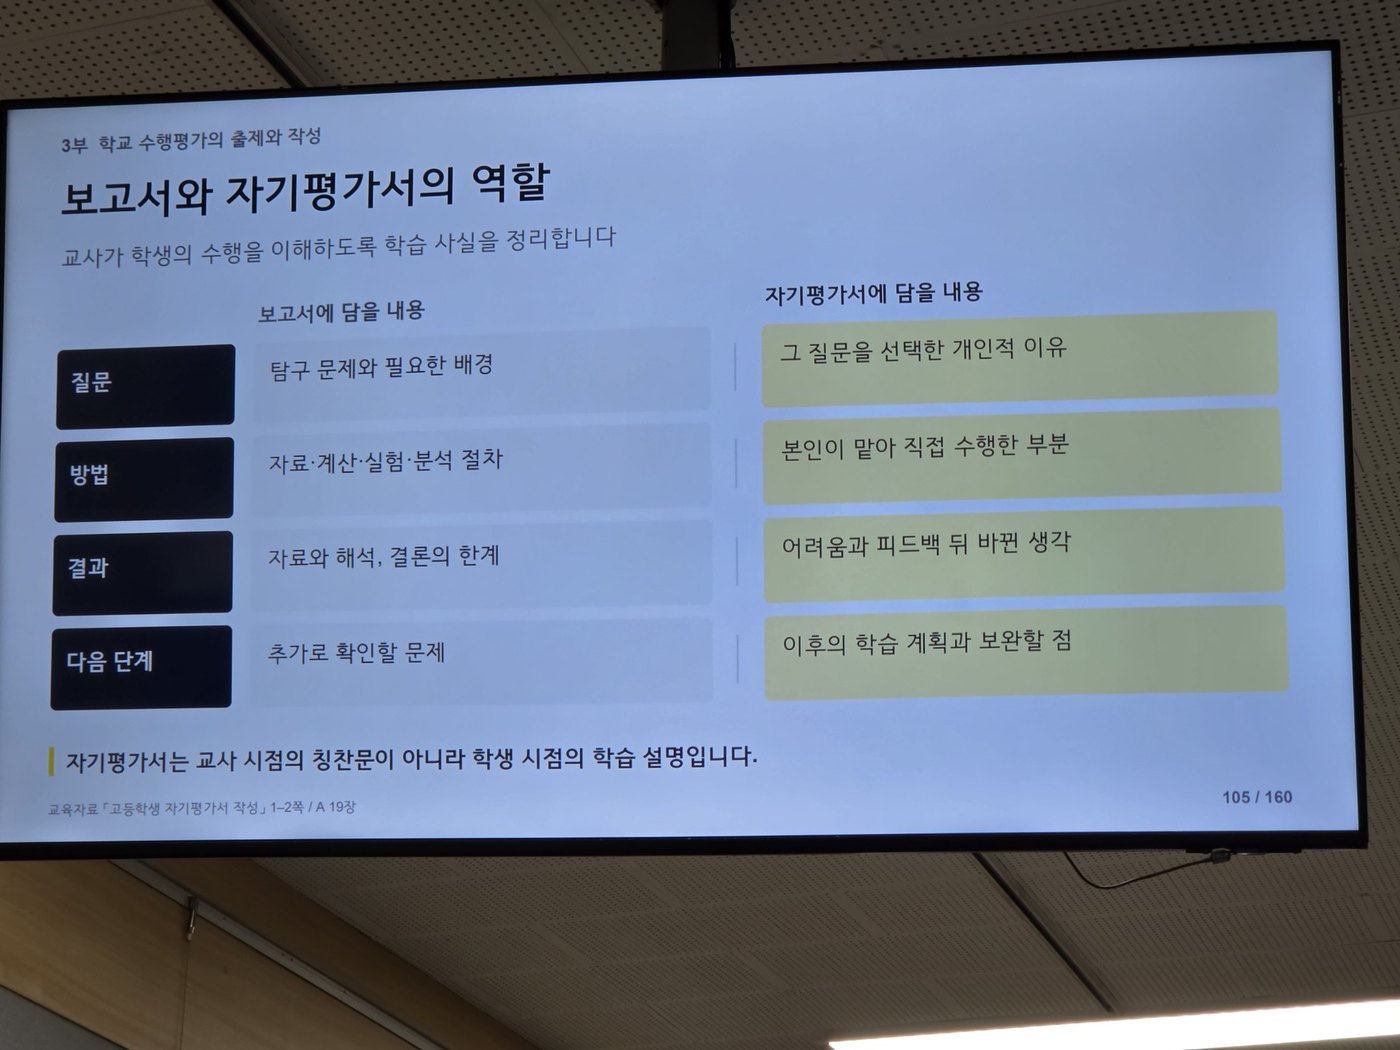 3부 학교 수행평가의 출제와 작성
보고서와 자기평가서의 역할
교사가 학생의 수행을 이해하도록 학습 사실을 정리합니다
보고서에 담을 내용
자기평가서에 담을 내용
질문
탐구 문제와 필요한 배경
그 질문을 선택한 개인적 이유
방법
자료·계산·실험·분석 절차
본인이 맡아 직접 수행한 부분
결과
자료와 해석, 결론의 한계
어려움과 피드백 뒤 바뀐 생각
다음 단계
추가로 확인할 문제
이후의 학습 계획과 보완할 점
자기평가서는 교사 시점의 칭찬문이 아니라 학생 시점의 학습 설명입니다.
교육자료 「고등학생 자기평가서 작성」 1–2쪽 / A 19장
105 / 160